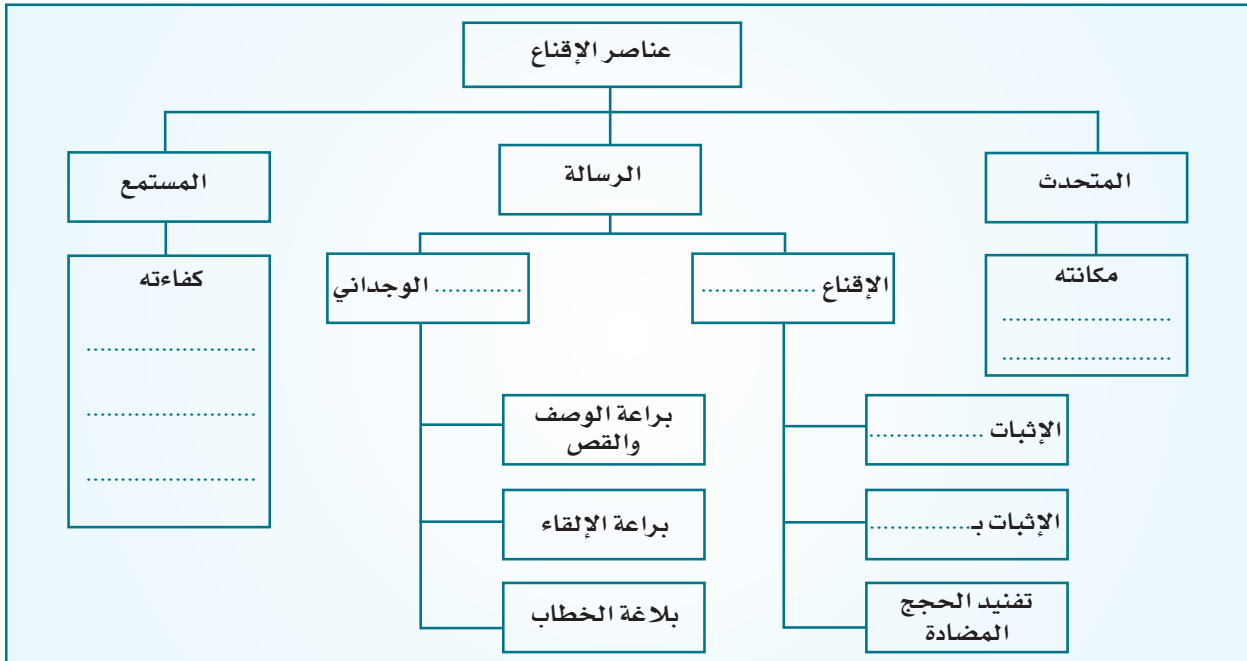 عناصر الإقناع
المتحدث
الرسالة
المستمع
مكانته
.........................
.........................
الإقناع .................
............. الوجداني
كفاءته
.........................
.........................
.........................
الإثبات .................
الإثبات بـ...............
تفنيد الحجج
المضادة
براعة الوصف
والقص
براعة الإلقاء
بلاغة الخطاب